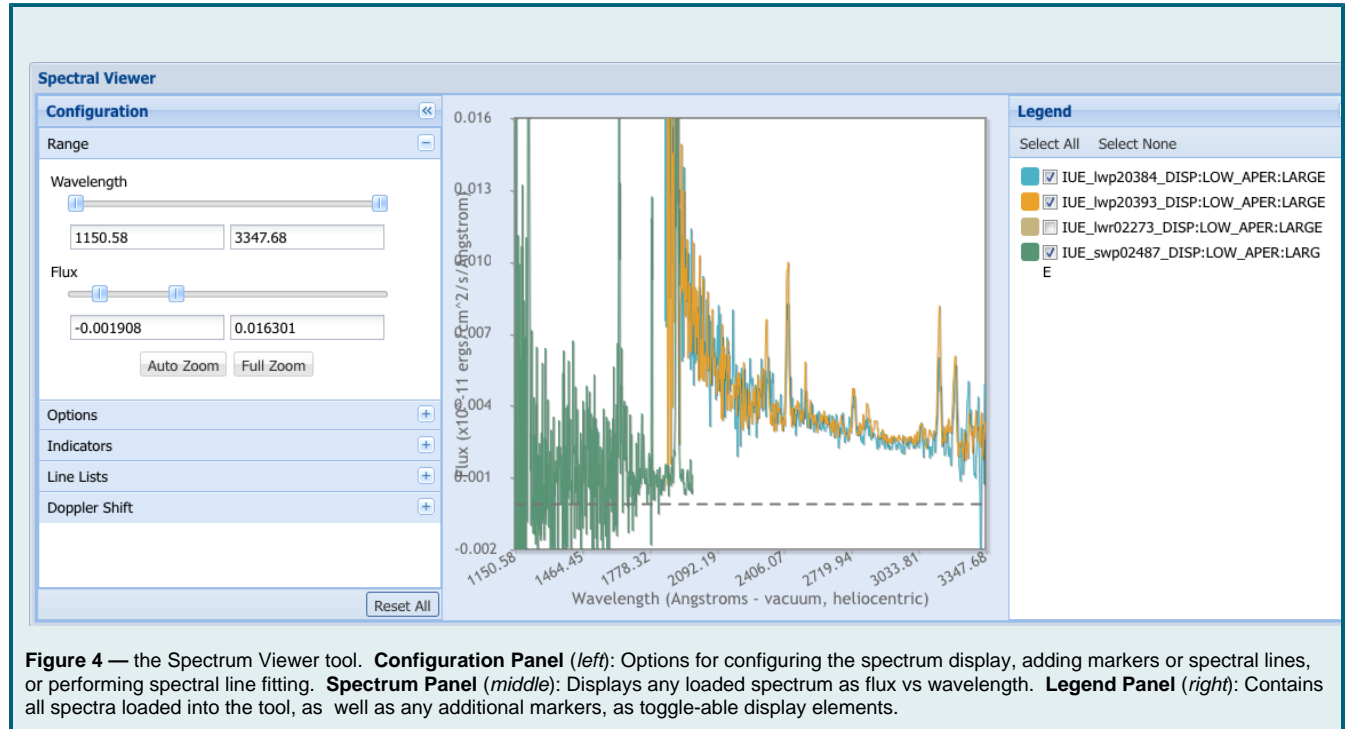 Spectral Viewer
Configuration
Range
Wavelength
1150.58 3347.68
Flux
-0.001908 0.016301
Auto Zoom Full Zoom
Options
Indicators
Line Lists
Doppler Shift
Reset All
0.016
0.013
0.010
0.007
0.004
0.001
-0.002
Flux (x10^-11 ergs/cm^2/s/Angstrom)
1150.58 1464.45 1778.32 2092.19 2406.07 2719.94 3033.81 3347.68
Wavelength (Angstroms - vacuum, heliocentric)
Legend
Select All Select None
IUE_lwp20384_DISP:LOW_APER:LARGE
IUE_lwp20393_DISP:LOW_APER:LARGE
IUE_lwr02273_DISP:LOW_APER:LARGE
IUE_swp02487_DISP:LOW_APER:LARG
E
Figure 4 — the Spectrum Viewer tool. Configuration Panel (left): Options for configuring the spectrum display, adding markers or spectral lines,
or performing spectral line fitting. Spectrum Panel (middle): Displays any loaded spectrum as flux vs wavelength. Legend Panel (right): Contains
all spectra loaded into the tool, as well as any additional markers, as toggle-able display elements.